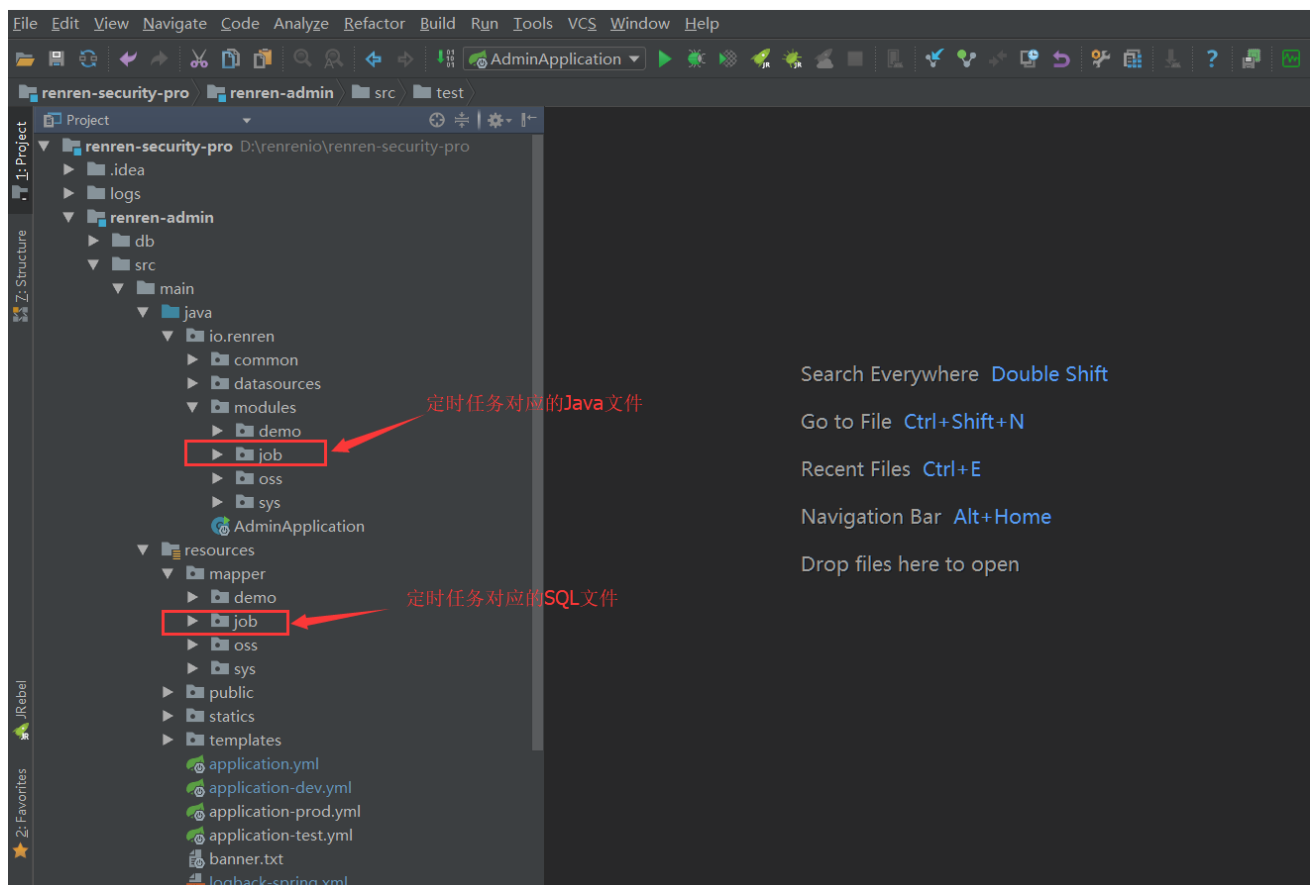 File Edit View Navigate Code Analyze Refactor Build Run Tools VCS Window Help
AdminApplication
renren-security-pro renren-admin src test
1: Project
Z: Structure
JRebel
2: Favorites
Project
renren-security-pro D:\renrenio\renren-security-pro
.idea
logs
renren-admin
db
src
main
java
io.renren
common
datasources
modules
定时任务对应的Java文件
demo
job
oss
sys
AdminApplication
resources
mapper
demo
定时任务对应的SQL文件
job
oss
sys
public
statics
templates
application.yml
application-dev.yml
application-prod.yml
application-test.yml
banner.txt
logback-spring.xml
Search Everywhere Double Shift
Go to File Ctrl+Shift+N
Recent Files Ctrl+E
Navigation Bar Alt+Home
Drop files here to open